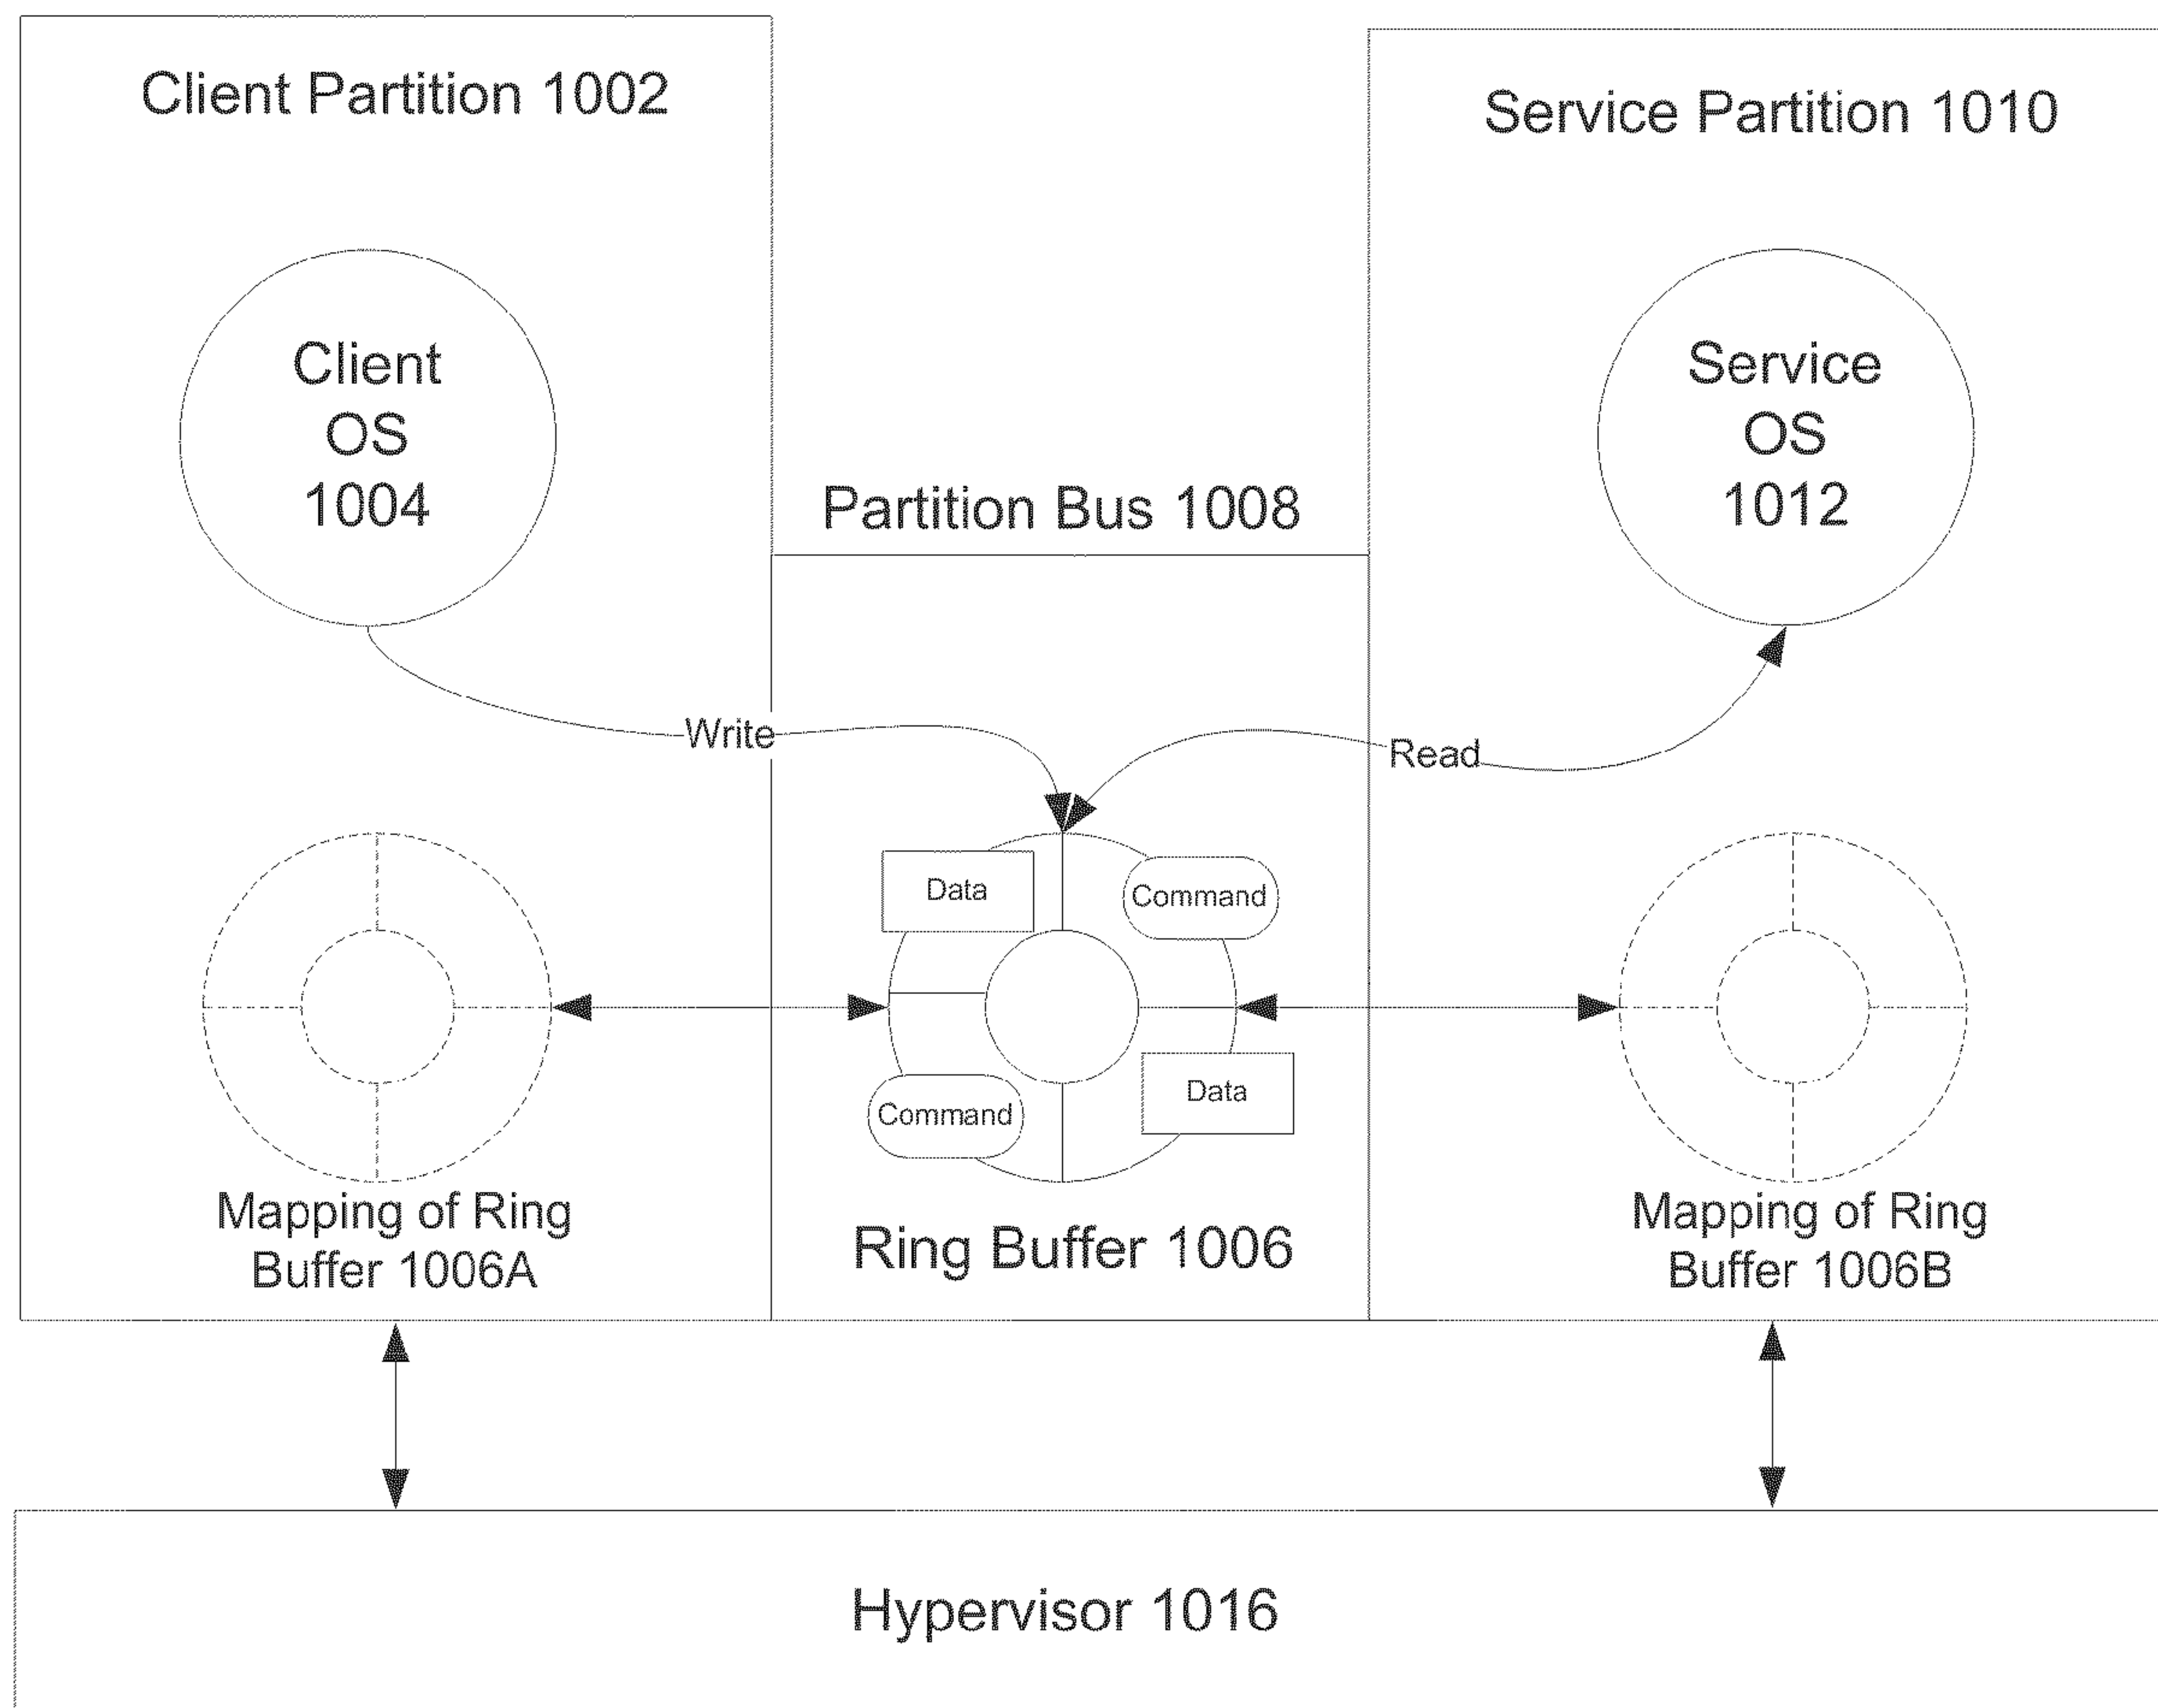 Client Partition 1002
Service Partition 1010
Client
OS
1004
Service
OS
1012
Partition Bus 1008
Write
Read
Data
Command
Command
Data
Mapping of Ring
Buffer 1006A
Ring Buffer 1006
Mapping of Ring
Buffer 1006B
Hypervisor 1016